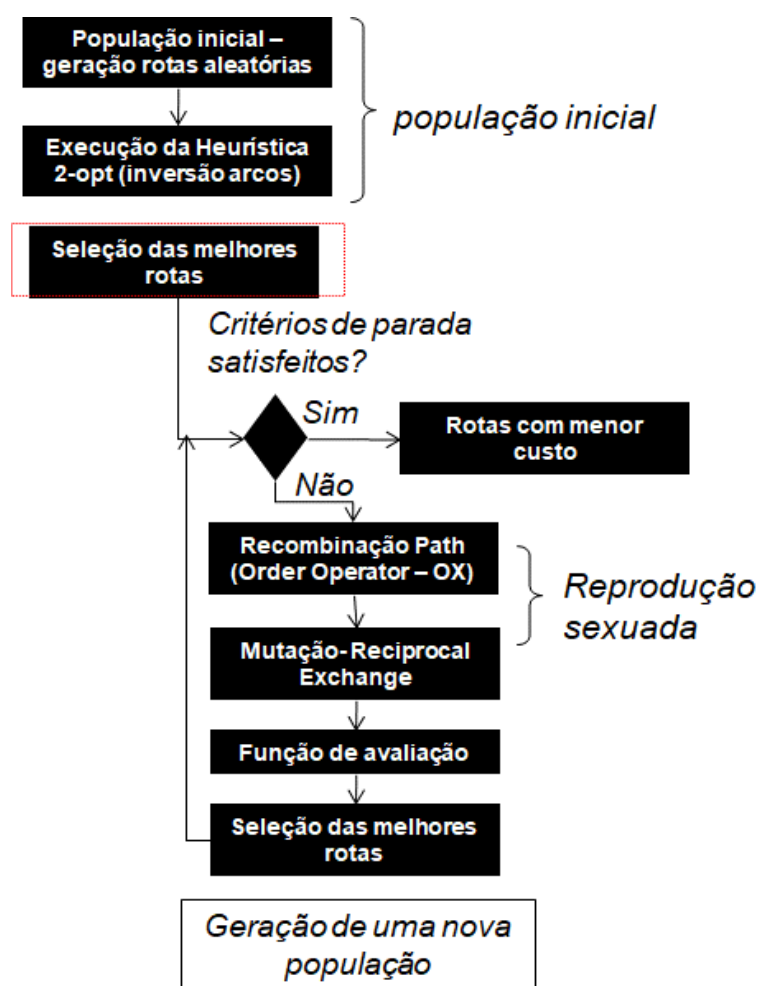 População inicial –
geração rotas aleatórias
Execução da Heurística
2-opt (inversão arcos)
população inicial
Seleção das melhores
rotas
Critérios de parada
satisfeitos?
Sim
Rotas com menor
custo
Não
Recombinação Path
(Order Operator – OX)
Mutação- Reciprocal
Exchange
Reprodução
sexuada
Função de avaliação
Seleção das melhores
rotas
Geração de uma nova
população